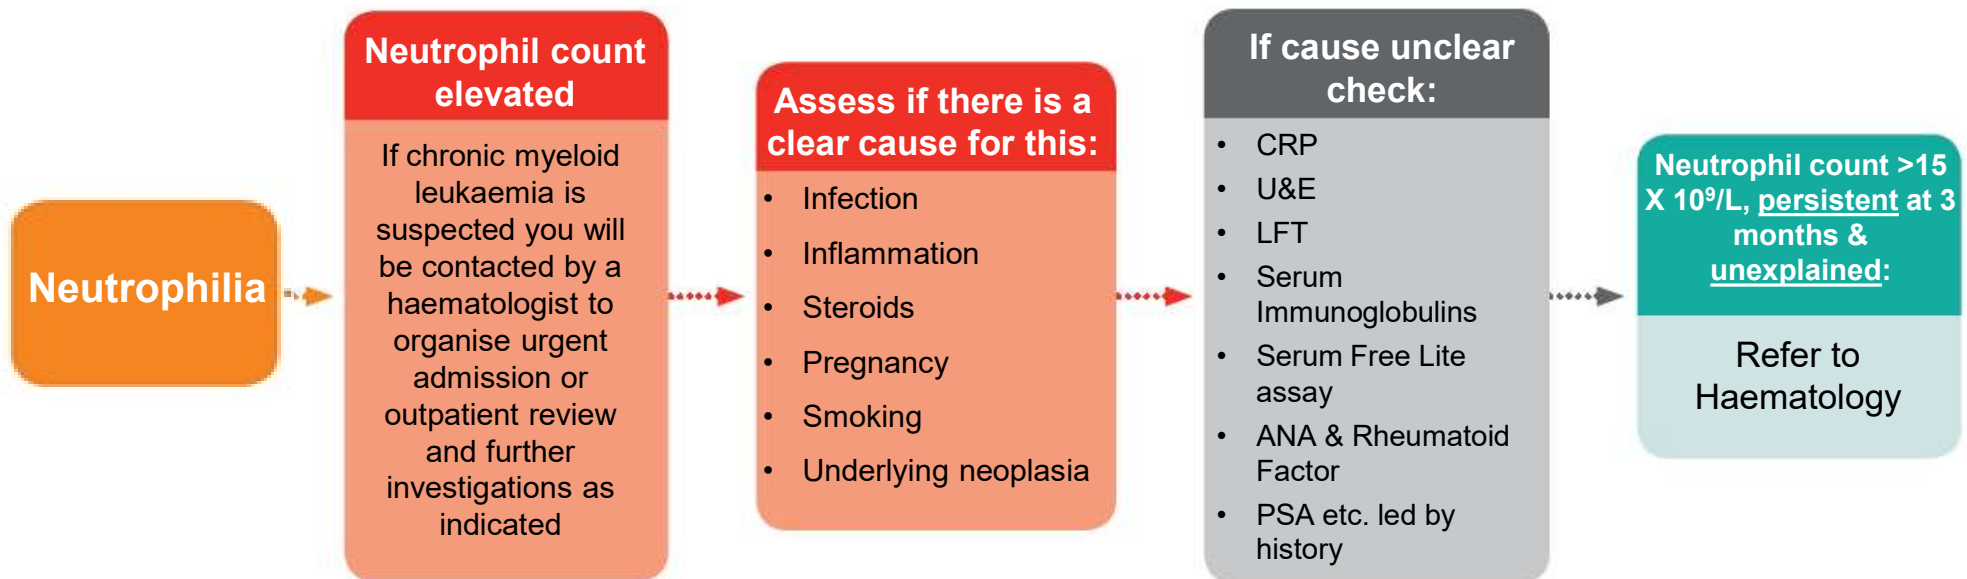 Neutrophilia
Neutrophil count
elevated
If chronic myeloid
leukaemia is
suspected you will
be contacted by a
haematologist to
organise urgent
admission or
outpatient review
and further
investigations as
indicated
Assess if there is a
clear cause for this:
• Infection
• Inflammation
• Steroids
• Pregnancy
• Smoking
• Underlying neoplasia
If cause unclear
check:
• CRP
• U&E
• LFT
• Serum
Immunoglobulins
• Serum Free Lite
assay
• ANA & Rheumatoid
Factor
• PSA etc. led by
history
Neutrophil count >15
X 10⁹/L, persistent at 3
months &
unexplained:
Refer to
Haematology